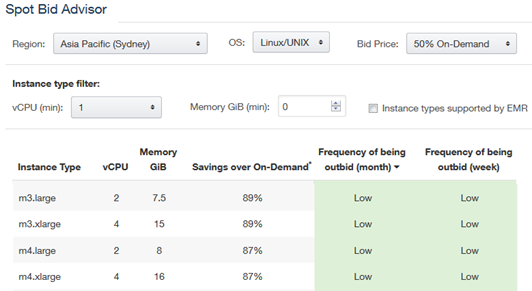 Spot Bid Advisor
Region: Asia Pacific (Sydney) OS: Linux/UNIX Bid Price: 50% On-Demand
Instance type filter:
vCPU (min): 1 Memory GiB (min): 0 Instance types supported by EMR
Instance Type vCPU Memory GiB Savings over On-Demand* Frequency of being outbid (month) Frequency of being outbid (week)
m3.large 2 7.5 89% Low Low
m3.xlarge 4 15 89% Low Low
m4.large 2 8 87% Low Low
m4.xlarge 4 16 87% Low Low